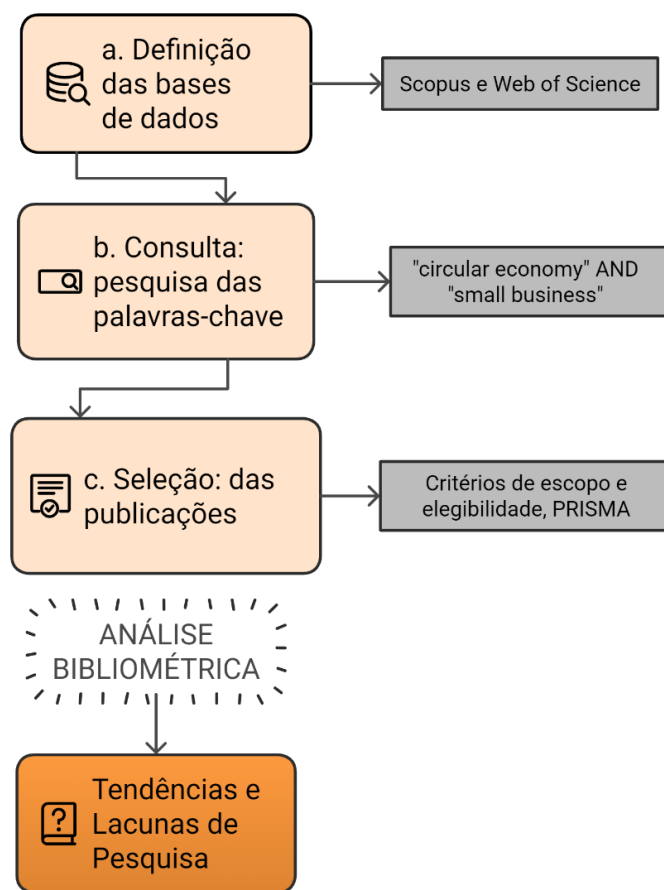 a. Definição
das bases
de dados
Scopus e Web of Science
b. Consulta:
pesquisa das
palavras-chave
"circular economy" AND
"small business"
c. Seleção: das
publicações
Critérios de escopo e
elegibilidade, PRISMA
ANÁLISE
BIBLIOMÉTRICA
Tendências e
Lacunas de
Pesquisa